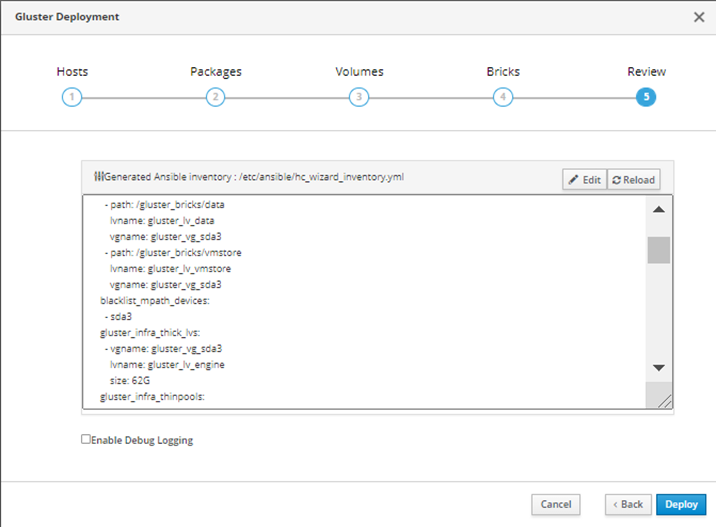 Gluster Deployment
Hosts Packages Volumes Bricks Review
1 2 3 4 5
Generated Ansible inventory : /etc/ansible/hc_wizard_inventory.yml Edit Reload
- path: /gluster_bricks/data
lvname: gluster_lv_data
vgname: gluster_vg_sda3
- path: /gluster_bricks/vmstore
lvname: gluster_lv_vmstore
vgname: gluster_vg_sda3
blacklist_mpath_devices:
- sda3
gluster_infra_thick_lvs:
- vgname: gluster_vg_sda3
lvname: gluster_lv_engine
size: 62G
gluster_infra_thinpools:
Enable Debug Logging
Cancel < Back Deploy